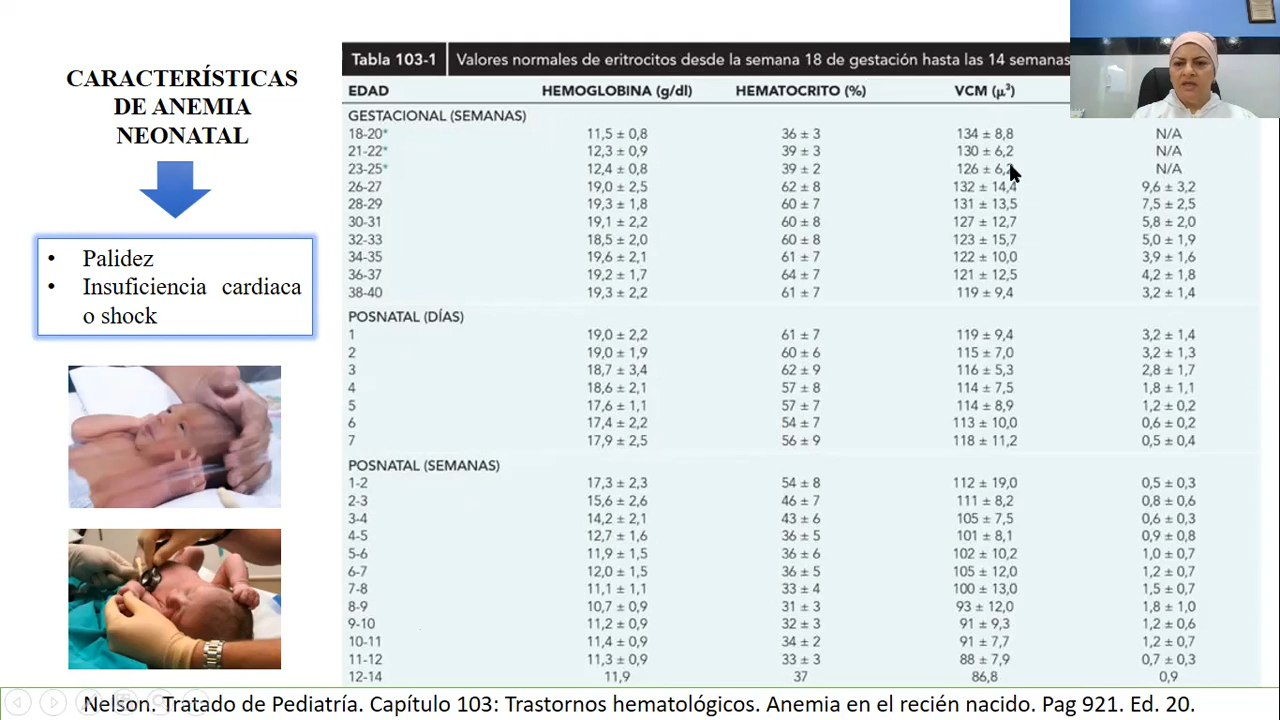 CARACTERÍSTICAS
DE ANEMIA
NEONATAL
• Palidez
• Insuficiencia cardiaca
o shock
Tabla 103-1 Valores normales de eritrocitos desde la semana 18 de gestación hasta las 14 semanas
EDAD HEMOGLOBINA (g/dl) HEMATOCRITO (%) VCM (μ³)
GESTACIONAL (SEMANAS)
18-20* 11,5 ± 0,8 36 ± 3 134 ± 8,8 N/A
21-22* 12,3 ± 0,9 39 ± 3 130 ± 6,2 N/A
23-25* 12,4 ± 0,8 39 ± 2 126 ± 6,2 N/A
26-27 19,0 ± 2,5 62 ± 8 132 ± 14,4 9,6 ± 3,2
28-29 19,3 ± 1,8 60 ± 7 131 ± 13,5 7,5 ± 2,5
30-31 19,1 ± 2,2 60 ± 8 127 ± 12,7 5,8 ± 2,0
32-33 18,5 ± 2,0 60 ± 8 123 ± 15,7 5,0 ± 1,9
34-35 19,6 ± 2,1 61 ± 7 122 ± 10,0 3,9 ± 1,6
36-37 19,2 ± 1,7 64 ± 7 121 ± 12,5 4,2 ± 1,8
38-40 19,3 ± 2,2 61 ± 7 119 ± 9,4 3,2 ± 1,4
POSNATAL (DÍAS)
1 19,0 ± 2,2 61 ± 7 119 ± 9,4 3,2 ± 1,4
2 19,0 ± 1,9 60 ± 6 115 ± 7,0 3,2 ± 1,3
3 18,7 ± 3,4 62 ± 9 116 ± 5,3 2,8 ± 1,7
4 18,6 ± 2,1 57 ± 8 114 ± 7,5 1,8 ± 1,1
5 17,6 ± 1,1 57 ± 7 114 ± 8,9 1,2 ± 0,2
6 17,4 ± 2,2 54 ± 7 113 ± 10,0 0,6 ± 0,2
7 17,9 ± 2,5 56 ± 9 118 ± 11,2 0,5 ± 0,4
POSNATAL (SEMANAS)
1-2 17,3 ± 2,3 54 ± 8 112 ± 19,0 0,5 ± 0,3
2-3 15,6 ± 2,6 46 ± 7 111 ± 8,2 0,8 ± 0,6
3-4 14,2 ± 2,1 43 ± 6 105 ± 7,5 0,6 ± 0,3
4-5 12,7 ± 1,6 36 ± 5 101 ± 8,1 0,9 ± 0,8
5-6 11,9 ± 1,5 36 ± 6 102 ± 10,2 1,0 ± 0,7
6-7 12,0 ± 1,5 36 ± 5 105 ± 12,0 1,2 ± 0,7
7-8 11,1 ± 1,1 33 ± 4 100 ± 13,0 1,5 ± 0,7
8-9 10,7 ± 0,9 31 ± 3 93 ± 12,0 1,8 ± 1,0
9-10 11,2 ± 0,9 32 ± 3 91 ± 9,3 1,2 ± 0,6
10-11 11,4 ± 0,9 34 ± 2 91 ± 7,7 1,2 ± 0,7
11-12 11,3 ± 0,9 33 ± 3 88 ± 7,9 0,7 ± 0,3
12-14 11,9 37 86,8 0,9
Nelson. Tratado de Pediatría. Capítulo 103: Trastornos hematológicos. Anemia en el recién nacido. Pag 921. Ed. 20.